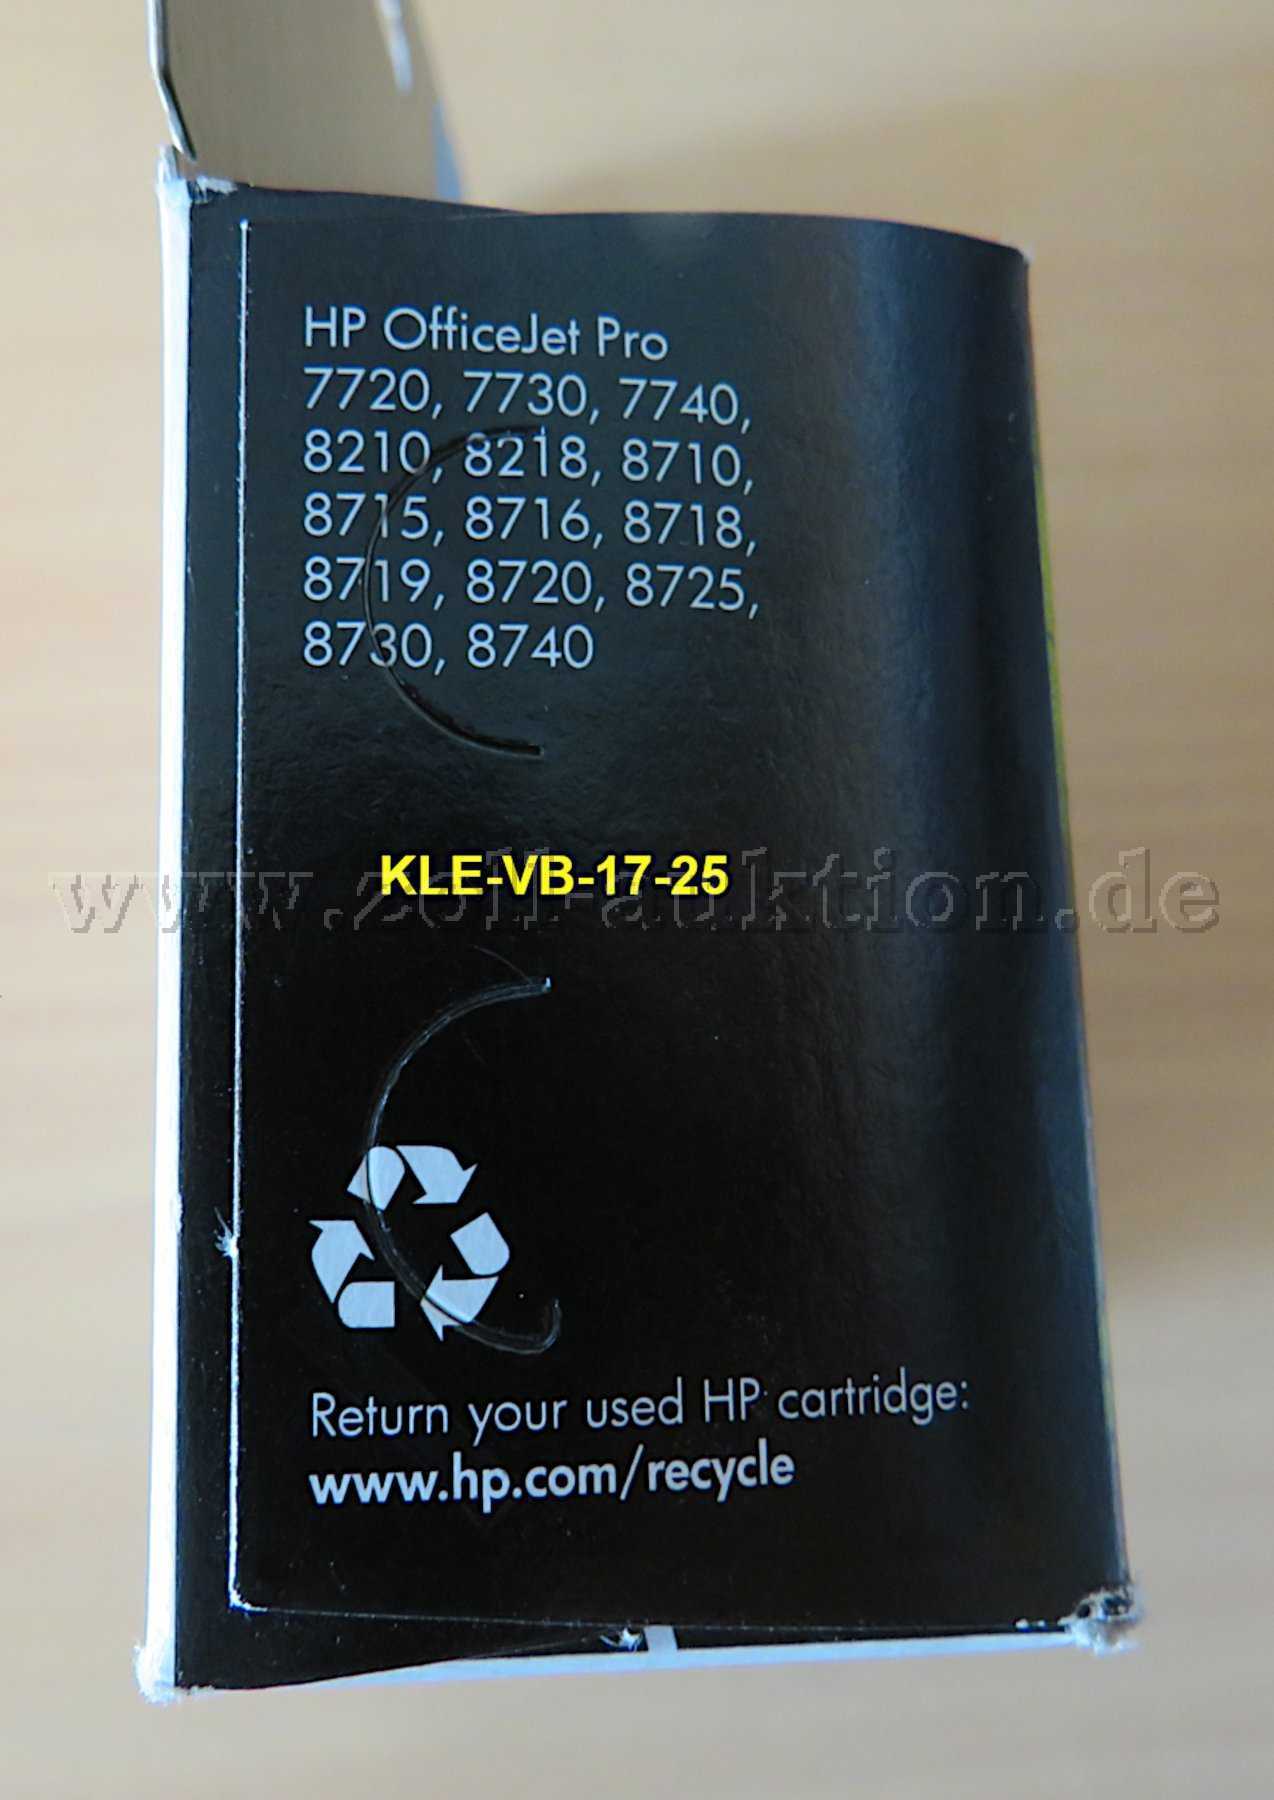 HP OfficeJet Pro
7720, 7730, 7740,
8210, 8218, 8710,
8715, 8716, 8718,
8719, 8720, 8725,
8730, 8740
KLE-VB-17-25
www.zoll-auktion.de
Return your used HP cartridge:
www.hp.com/recycle